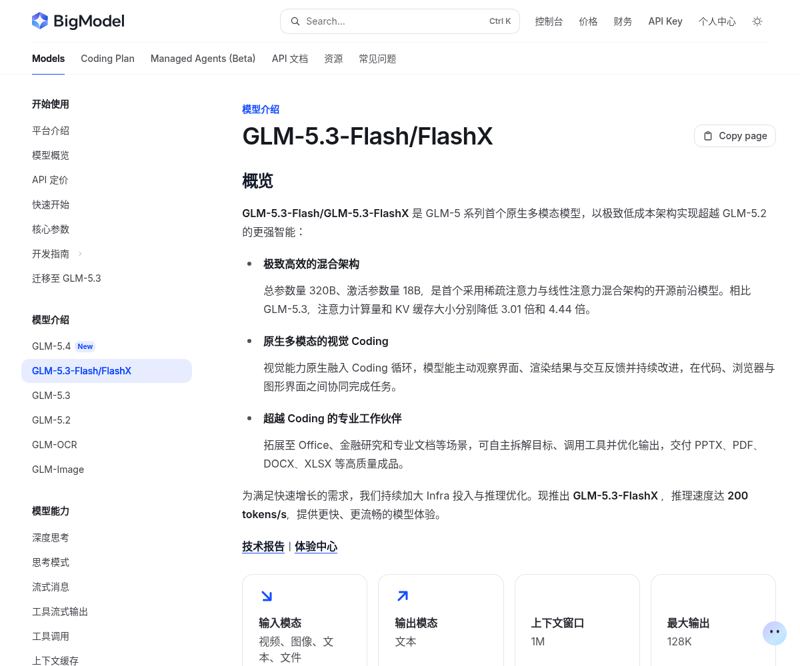 BigModel
Search...
Ctrl K
控制台
价格
财务
API Key
个人中心
Models
Coding Plan
Managed Agents (Beta)
API 文档
资源
常见问题
开始使用
平台介绍
模型概览
API 定价
快速开始
核心参数
开发指南
迁移至 GLM-5.3
模型介绍
GLM-5.4 New
GLM-5.3-Flash/FlashX
GLM-5.3
GLM-5.2
GLM-OCR
GLM-Image
模型能力
深度思考
思考模式
流式消息
工具流式输出
工具调用
上下文缓存
模型介绍
GLM-5.3-Flash/FlashX
Copy page
概览
GLM-5.3-Flash/GLM-5.3-FlashX 是 GLM-5 系列首个原生多模态模型，以极致低成本架构实现超越 GLM-5.2
的更强智能：
极致高效的混合架构
总参数量 320B、激活参数量 18B，是首个采用稀疏注意力与线性注意力混合架构的开源前沿模型。相比
GLM-5.3，注意力计算量和 KV 缓存大小分别降低 3.01 倍和 4.44 倍。
原生多模态的视觉 Coding
视觉能力原生融入 Coding 循环，模型能主动观察界面、渲染结果与交互反馈并持续改进，在代码、浏览器与
图形界面之间协同完成任务。
超越 Coding 的专业工作伙伴
拓展至 Office、金融研究和专业文档等场景，可自主拆解目标、调用工具并优化输出，交付 PPTX、PDF、
DOCX、XLSX 等高质量成品。
为满足快速增长的需求，我们持续加大 Infra 投入与推理优化。现推出 GLM-5.3-FlashX ，推理速度达 200
tokens/s，提供更快、更流畅的模型体验。
技术报告 | 体验中心
输入模态
视频、图像、文
本、文件
输出模态
文本
上下文窗口
1M
最大输出
128K